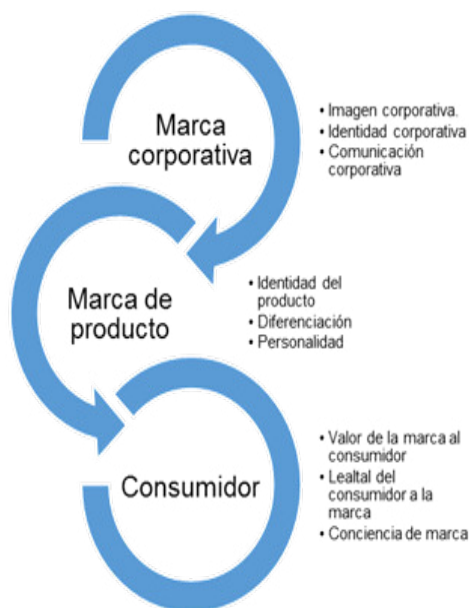 Marca
corporativa
• Imagen corporativa.
• Identidad corporativa
• Comunicación
corporativa
Marca de
producto
• Identidad del
producto
• Diferenciación
• Personalidad
Consumidor
• Valor de la marca al
consumidor
• Lealtal del
consumidor a la
marca
• Conciencia de marca